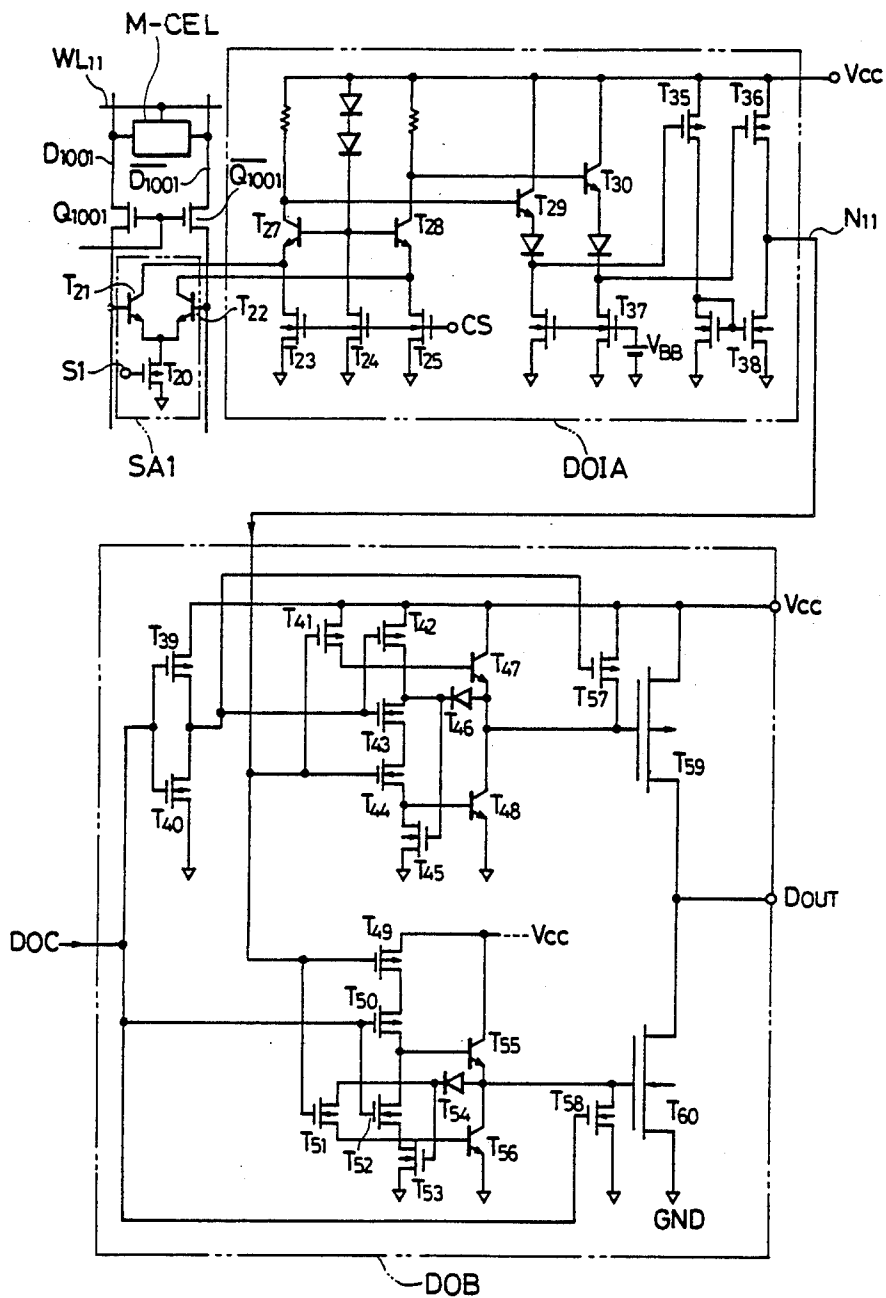 M-CEL
WL11
Vcc
T35
T36
D1001
D1001
Q1001
Q1001
T30
T29
N11
T27
T28
T21
T22
T37
CS
VBB
T23
T24
T25
T38
S1
T20
SA1
DOIA
Vcc
T41
T42
T39
T47
T57
T46
T43
T59
T44
T48
T40
T45
DOUT
T49
Vcc
DOC
T50
T55
T54
T58
T60
T51
T52
T56
T53
GND
DOB